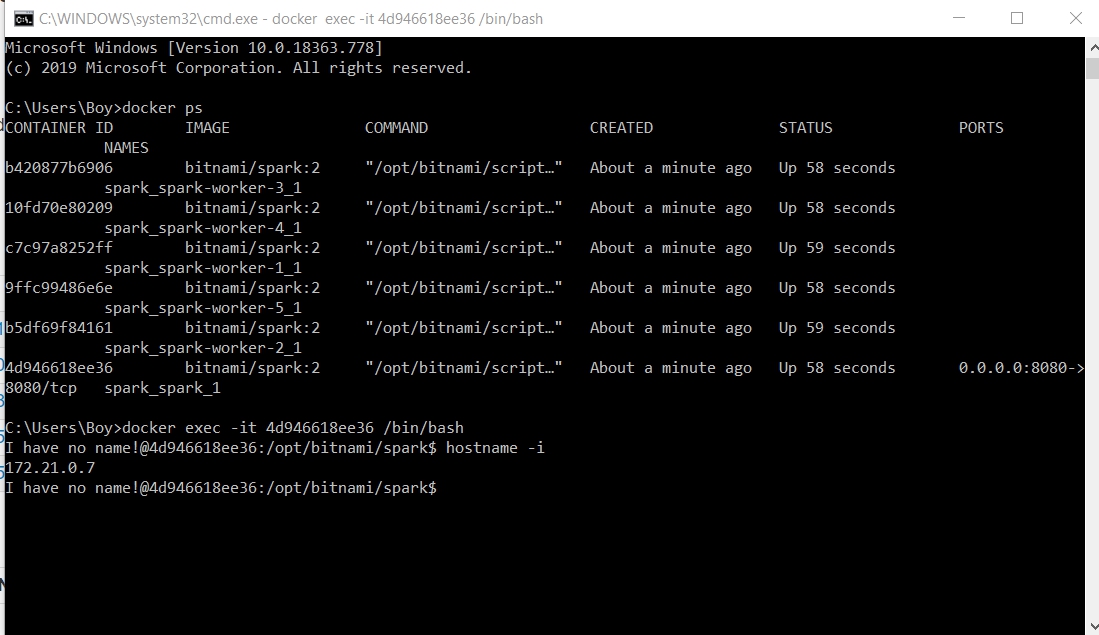 C:\WINDOWS\system32\cmd.exe - docker  exec -it 4d946618ee36 /bin/bash
Microsoft Windows [Version 10.0.18363.778]
(c) 2019 Microsoft Corporation. All rights reserved.
C:\Users\Boy>docker ps
CONTAINER ID        IMAGE               COMMAND                  CREATED              STATUS              PORTS
           NAMES
b420877b6906        bitnami/spark:2     "/opt/bitnami/script…"   About a minute ago   Up 58 seconds
           spark_spark-worker-3_1
10fd70e80209        bitnami/spark:2     "/opt/bitnami/script…"   About a minute ago   Up 58 seconds
           spark_spark-worker-4_1
c7c97a8252ff        bitnami/spark:2     "/opt/bitnami/script…"   About a minute ago   Up 59 seconds
           spark_spark-worker-1_1
9ffc99486e6e        bitnami/spark:2     "/opt/bitnami/script…"   About a minute ago   Up 58 seconds
           spark_spark-worker-5_1
b5df69f84161        bitnami/spark:2     "/opt/bitnami/script…"   About a minute ago   Up 59 seconds
           spark_spark-worker-2_1
4d946618ee36        bitnami/spark:2     "/opt/bitnami/script…"   About a minute ago   Up 58 seconds       0.0.0.0:8080->
8080/tcp   spark_spark_1
C:\Users\Boy>docker exec -it 4d946618ee36 /bin/bash
I have no name!@4d946618ee36:/opt/bitnami/spark$ hostname -i
172.21.0.7
I have no name!@4d946618ee36:/opt/bitnami/spark$